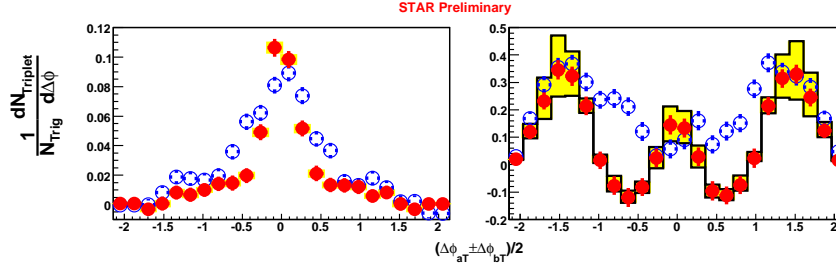 STAR Preliminary
1 dN_Triplet
N_Trig d∆ϕ
0.12
0.1
0.08
0.06
0.04
0.02
0
-2 -1.5 -1 -0.5 0 0.5 1 1.5 2
0.5
0.4
0.3
0.2
0.1
0
-0.1
-0.2
-2 -1.5 -1 -0.5 0 0.5 1 1.5 2
(∆ϕ_aT±∆ϕ_bT)/2